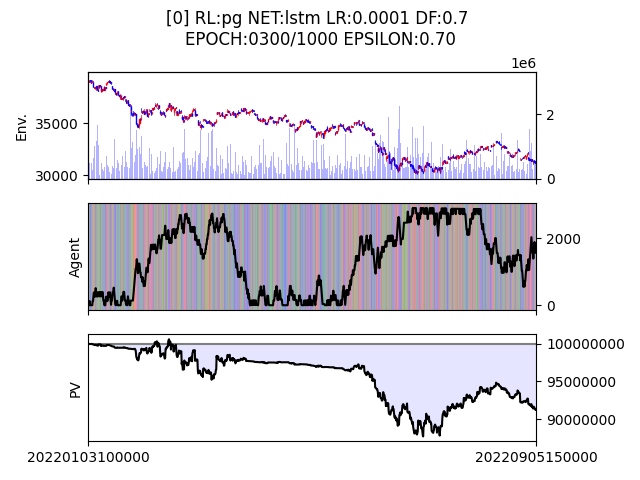 [0] RL:pg NET:lstm LR:0.0001 DF:0.7
EPOCH:0300/1000 EPSILON:0.70
1e6
Env.
35000
30000
2
0
Agent
2000
0
PV
100000000
95000000
90000000
20220103100000
20220905150000